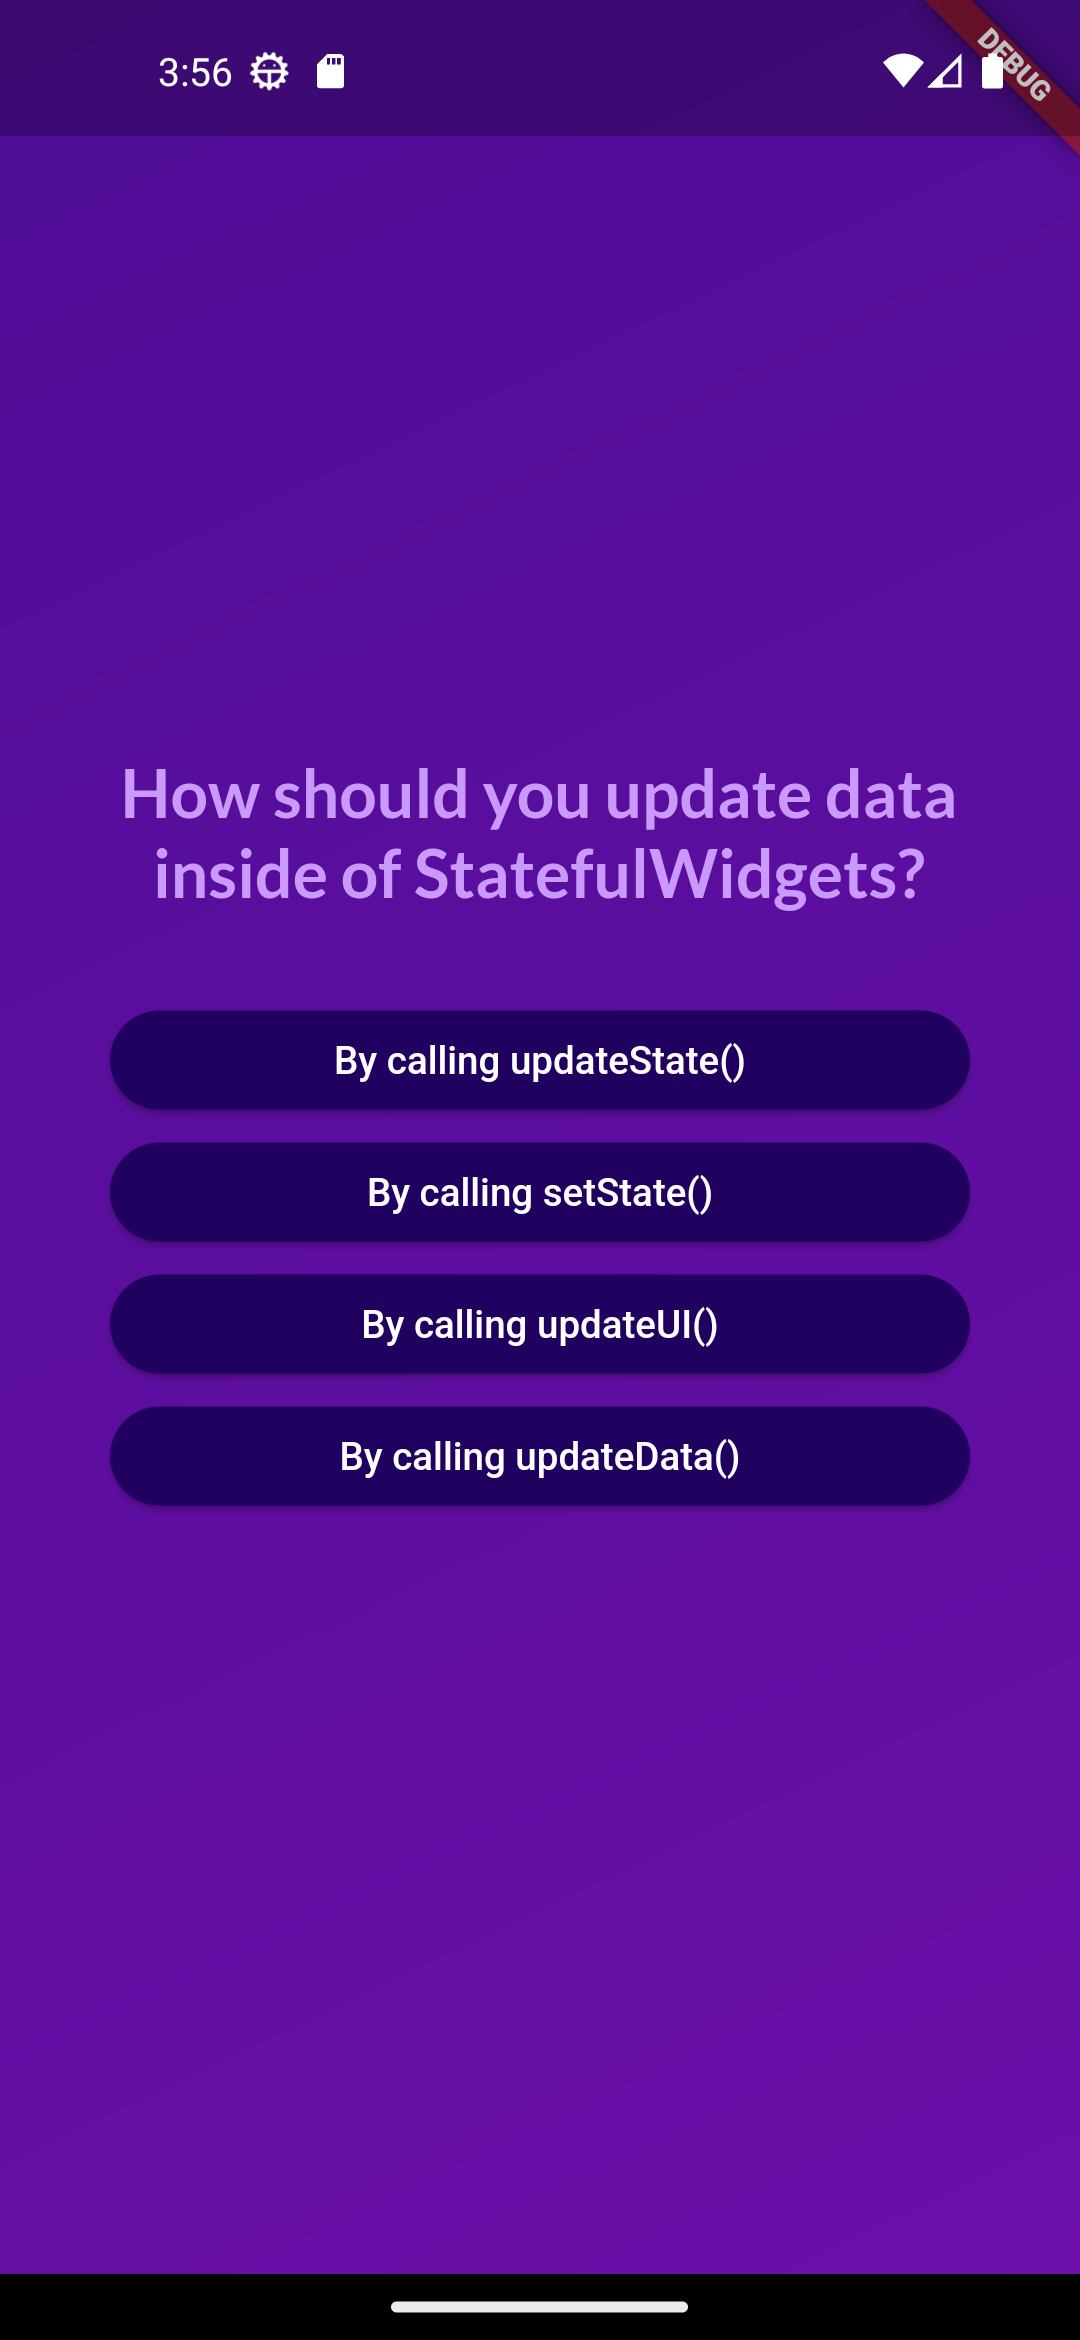 3:56
DEBUG
How should you update data
inside of StatefulWidgets?
By calling updateState()
By calling setState()
By calling updateUI()
By calling updateData()